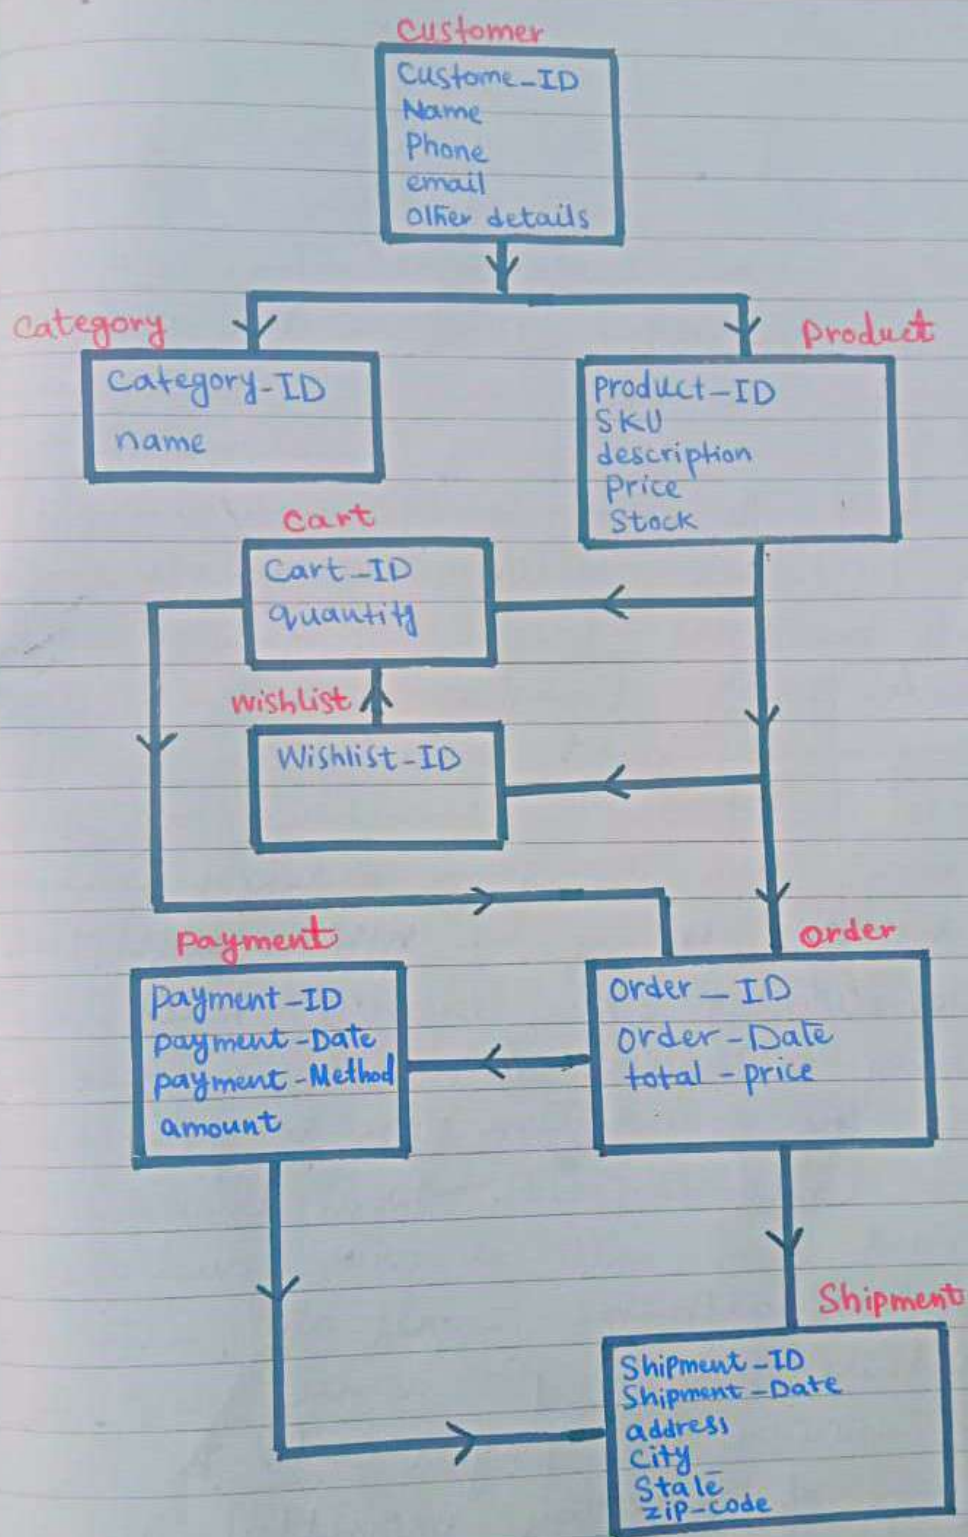 Customer
Custome_ID
Name
Phone
email
other details
Category
Category-ID
name
Product
Product_ID
SKU
description
Price
Stock
Cart
Cart_ID
quantity
wishlist
Wishlist-ID
payment
payment-ID
payment-Date
payment-Method
amount
order
order_ID
order-Date
total-price
Shipment
Shipment-ID
Shipment-Date
address
City
State
zip-code